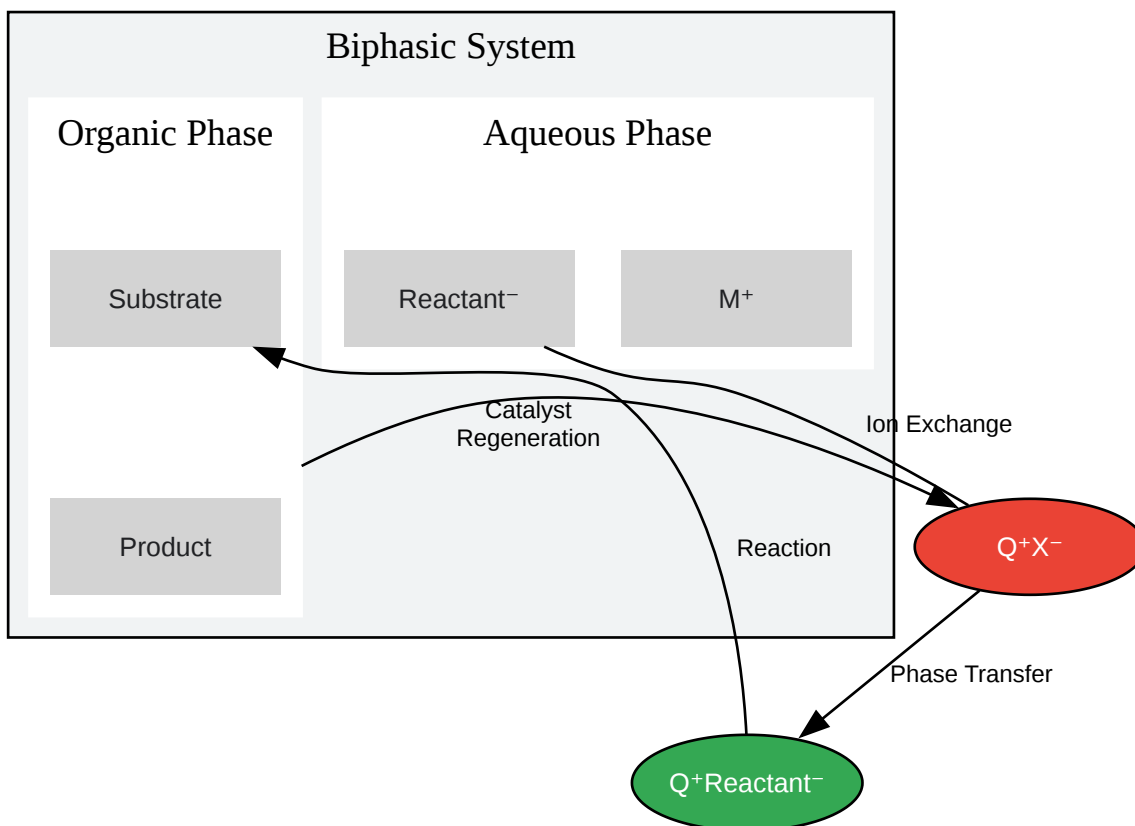 Biphasic System
Organic Phase
Aqueous Phase
Substrate
Reactant⁻
M⁺
Catalyst
Regeneration
Ion Exchange
Product
Reaction
Q⁺X⁻
Phase Transfer
Q⁺Reactant⁻